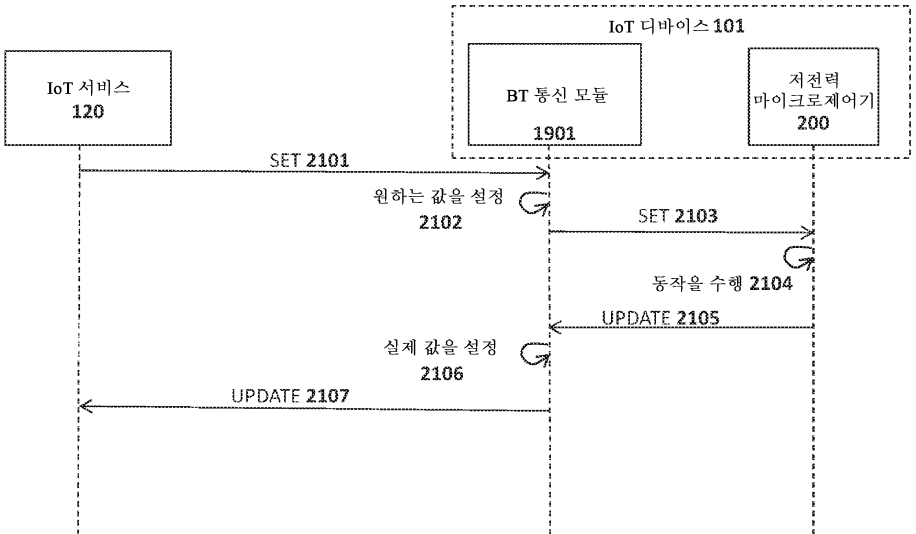 IoT 디바이스 101
IoT 서비스
120
BT 통신 모듈
1901
저전력
마이크로제어기
200
SET 2101
원하는 값을 설정
2102
SET 2103
동작을 수행 2104
UPDATE 2105
실제 값을 설정
2106
UPDATE 2107